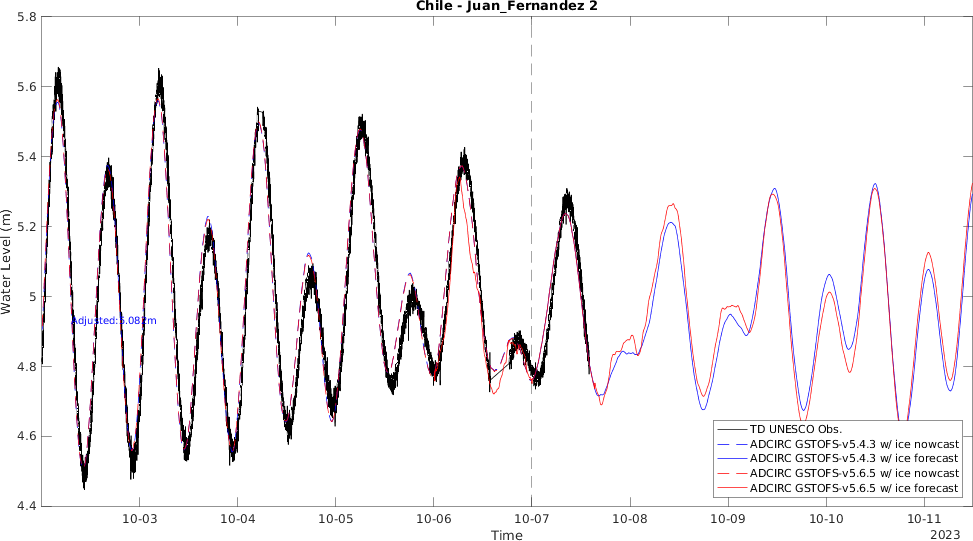 Chile - Juan_Fernandez 2
Water Level (m)
5.8
5.6
5.4
5.2
5
4.8
4.6
4.4
Adjusted:5.082m
10-03
10-04
10-05
10-06
10-07
10-08
10-09
10-10
10-11
Time
2023
TD UNESCO Obs.
ADCIRC GSTOFS-v5.4.3 w/ ice nowcast
ADCIRC GSTOFS-v5.4.3 w/ ice forecast
ADCIRC GSTOFS-v5.6.5 w/ ice nowcast
ADCIRC GSTOFS-v5.6.5 w/ ice forecast